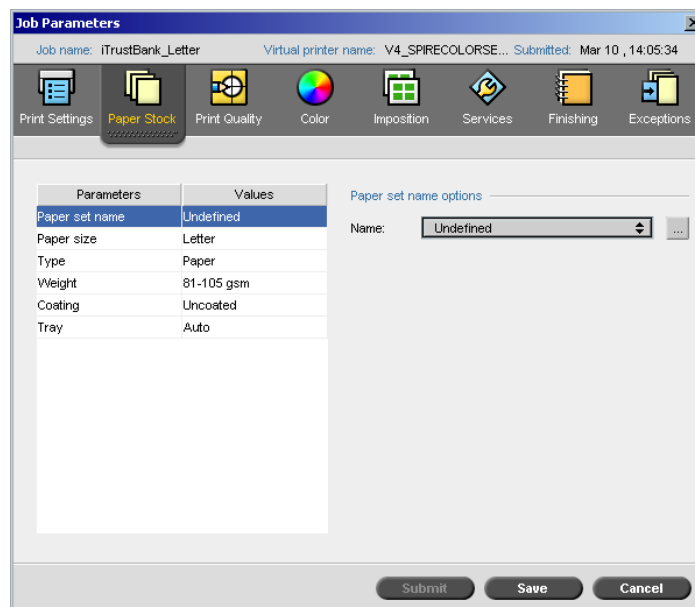 Job Parameters
Job name: iTrustBank_Letter Virtual printer name: V4_SPIRECOLORSE... Submitted: Mar 10 , 14:05:34
Print Settings Paper Stock Print Quality Color Imposition Services Finishing Exceptions
Parameters Values
Paper set name Undefined
Paper size Letter
Type Paper
Weight 81-105 gsm
Coating Uncoated
Tray Auto
Paper set name options
Name: Undefined ...
Submit Save Cancel